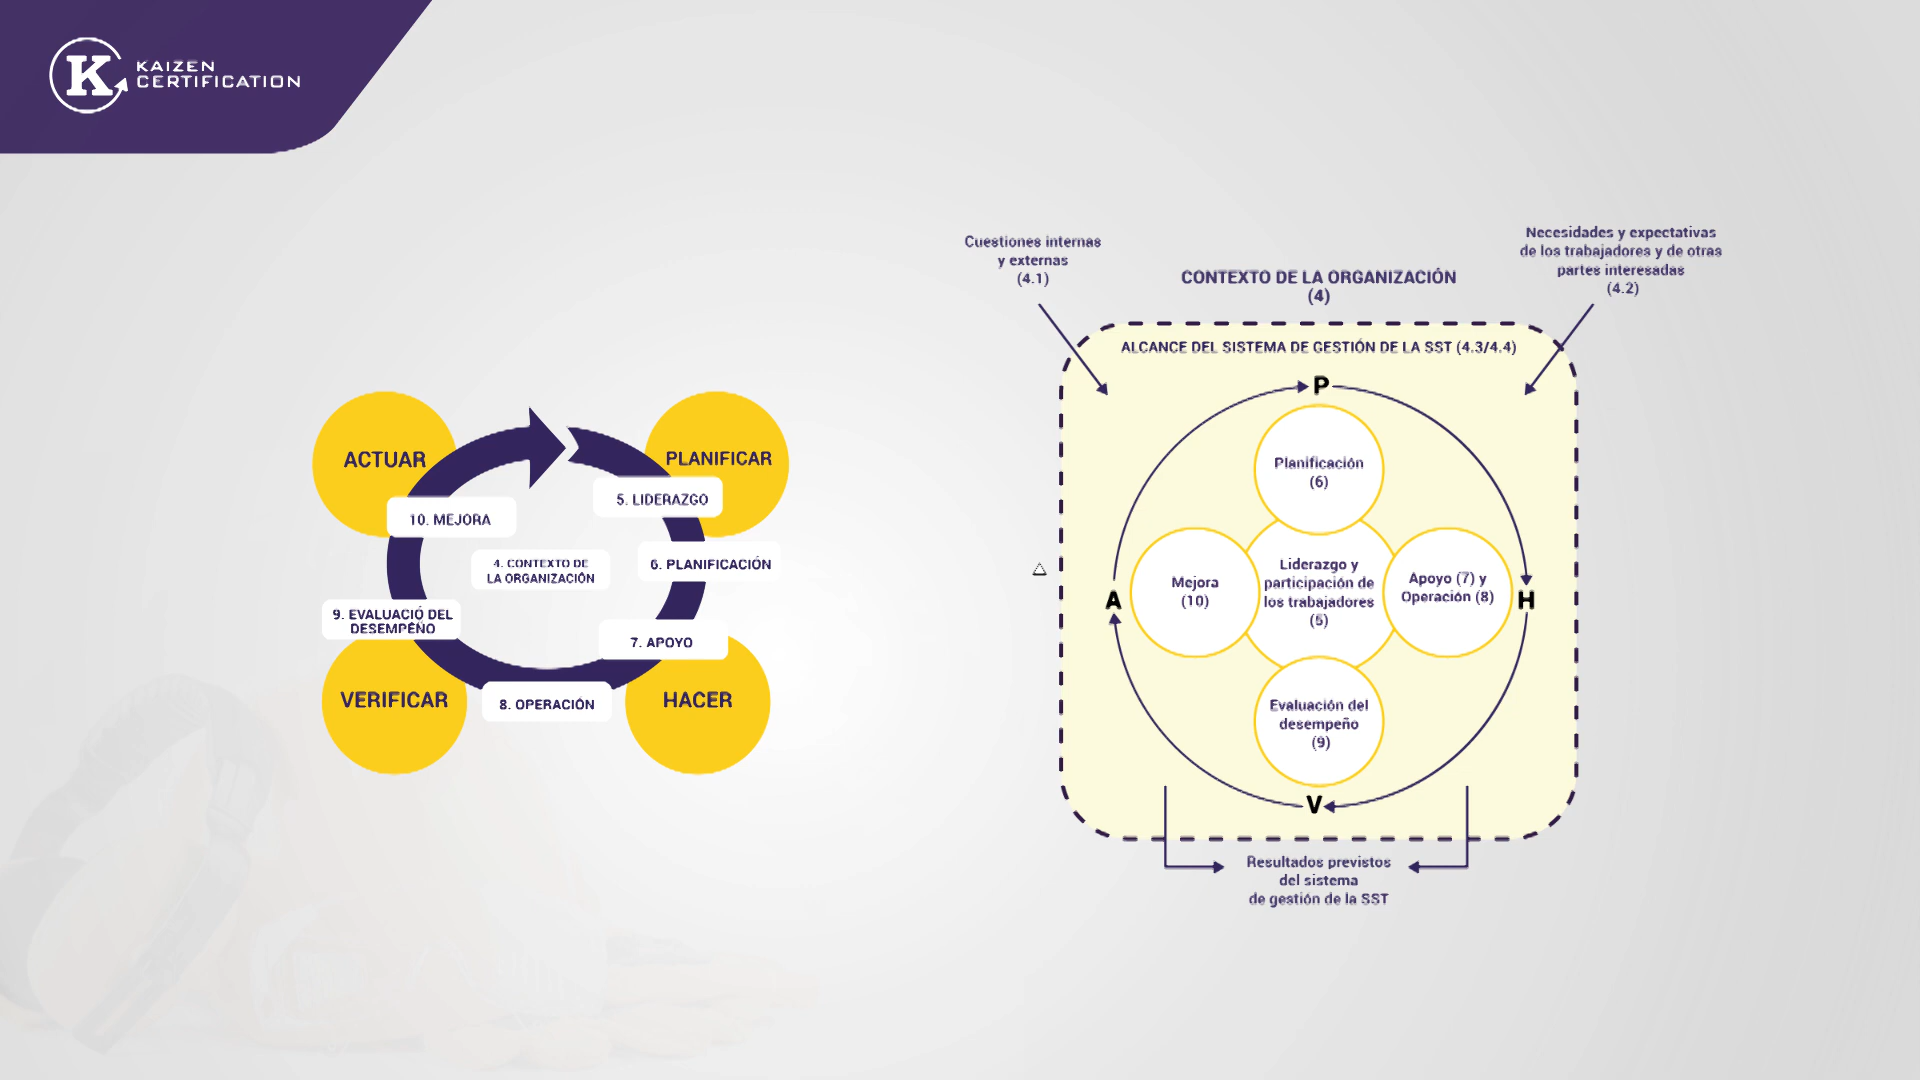 KAIZEN
CERTIFICATION
ACTUAR
PLANIFICAR
5. LIDERAZGO
10. MEJORA
4. CONTEXTO DE
LA ORGANIZACIÓN
6. PLANIFICACIÓN
9. EVALUACIÓ DEL
DESEMPEÑO
7. APOYO
VERIFICAR
8. OPERACIÓN
HACER
Cuestiones internas
y externas
(4.1)
CONTEXTO DE LA ORGANIZACIÓN
(4)
Necesidades y expectativas
de los trabajadores y de otras
partes interesadas
(4.2)
ALCANCE DEL SISTEMA DE GESTIÓN DE LA SST (4.3/4.4)
P
Planificación
(6)
A
Mejora
(10)
Liderazgo y
participación de
los trabajadores
(5)
Apoyo (7) y
Operación (8)
H
Evaluación del
desempeño
(9)
V
Resultados previstos
del sistema
de gestión de la SST